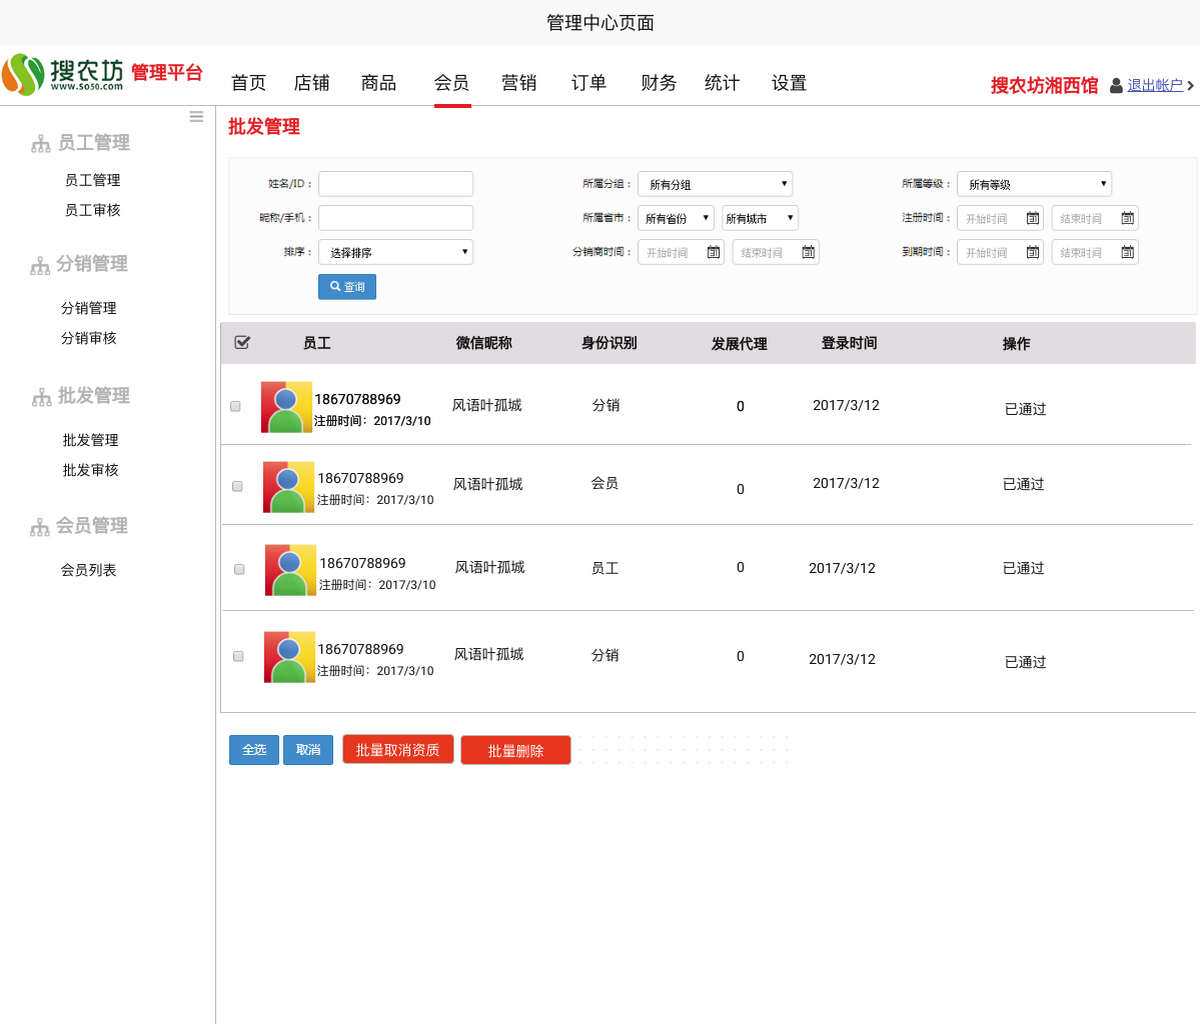 管理中心页面
搜农坊 管理平台
www.so50.com
首页 店铺 商品 会员 营销 订单 财务 统计 设置
搜农坊湘西馆 退出帐户
员工管理
员工管理
员工审核
分销管理
分销管理
分销审核
批发管理
批发管理
批发审核
会员管理
会员列表
批发管理
姓名/ID： 所属分组： 所有分组 所属等级： 所有等级
昵称/手机： 所属省市： 所有省份 所有城市 注册时间： 开始时间 结束时间
排序： 选择排序 分销商时间： 开始时间 结束时间 到期时间： 开始时间 结束时间
查询
员工 微信昵称 身份识别 发展代理 登录时间 操作
18670788969 风语叶孤城 分销 0 2017/3/12 已通过
注册时间：2017/3/10
18670788969 风语叶孤城 会员 0 2017/3/12 已通过
注册时间：2017/3/10
18670788969 风语叶孤城 员工 0 2017/3/12 已通过
注册时间：2017/3/10
18670788969 风语叶孤城 分销 0 2017/3/12 已通过
注册时间：2017/3/10
全选 取消 批量取消资质 批量删除